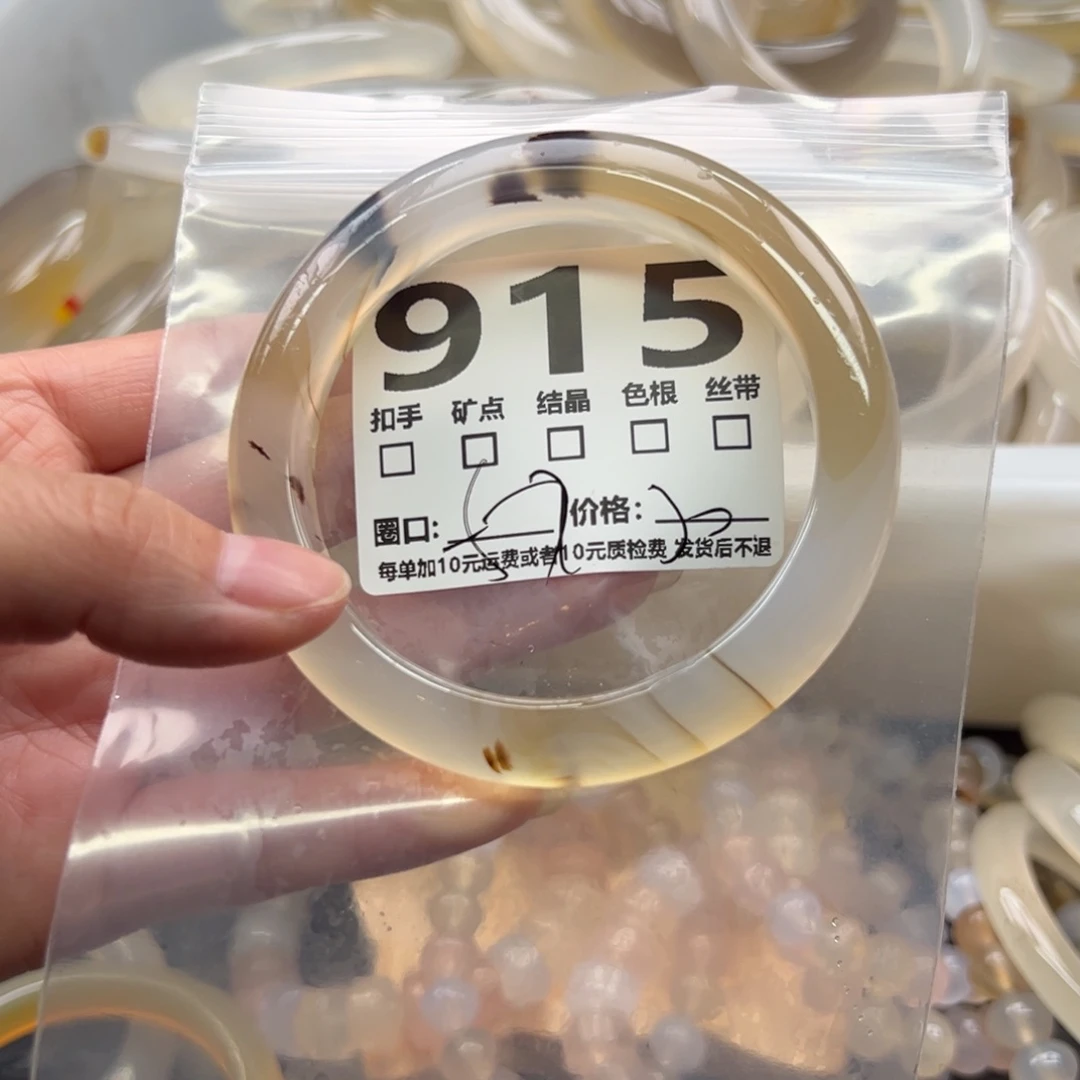 915
扣手 矿点 结晶 色根 丝带
圈口: 价格:
每单加10元运费或者10元质检费 发货后不退